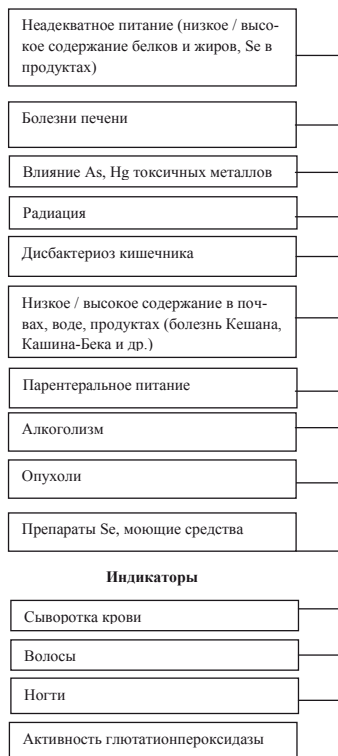 Неадекватное питание (низкое / высо-
кое содержание белков и жиров, Se в
продуктах)
Болезни печени
Влияние As, Hg токсичных металлов
Радиация
Дисбактериоз кишечника
Низкое / высокое содержание в поч-
вах, воде, продуктах (болезнь Кешана,
Кашина-Бека и др.)
Парентеральное питание
Алкоголизм
Опухоли
Препараты Se, моющие средства
Индикаторы
Сыворотка крови
Волосы
Ногти
Активность глютатионпероксидазы